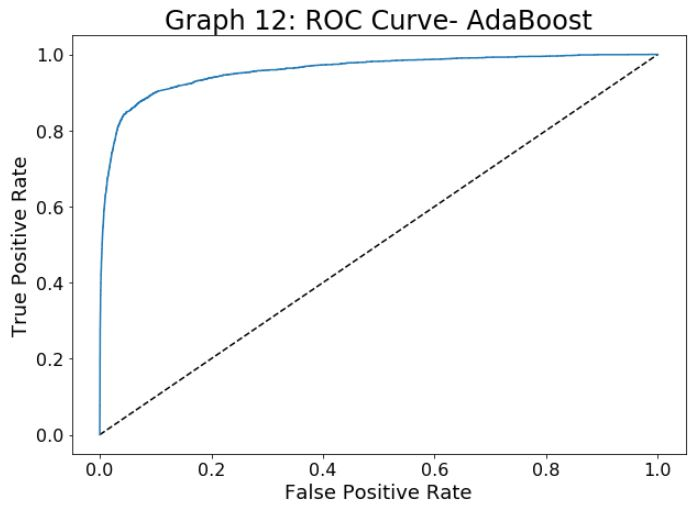 Graph 12: ROC Curve- AdaBoost
1.0
0.8
0.6
0.4
0.2
0.0
True Positive Rate
0.0 0.2 0.4 0.6 0.8 1.0
False Positive Rate